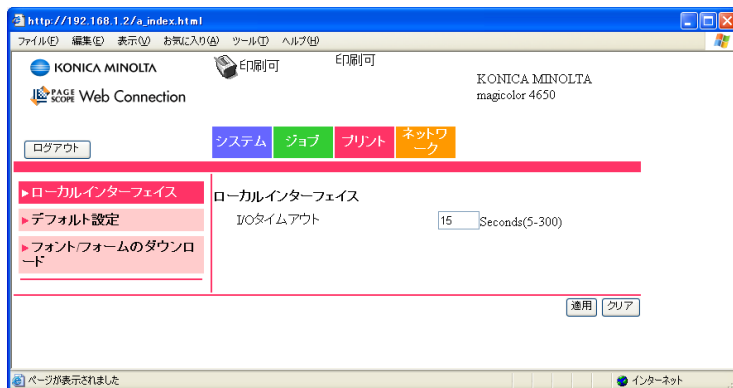 http://192.168.1.2/a_index.html
ファイル(F) 編集(E) 表示(V) お気に入り(A) ツール(T) ヘルプ(H)
KONICA MINOLTA
印刷可
印刷可
KONICA MINOLTA
magicolor 4650
PAGE SCOPE Web Connection
ログアウト
システム
ジョブ
プリント
ネットワ
ーク
ローカルインターフェイス
デフォルト設定
フォント/フォームのダウンロ
ード
ローカルインターフェイス
I/Oタイムアウト
15 Seconds(5-300)
適用
クリア
ページが表示されました
インターネット